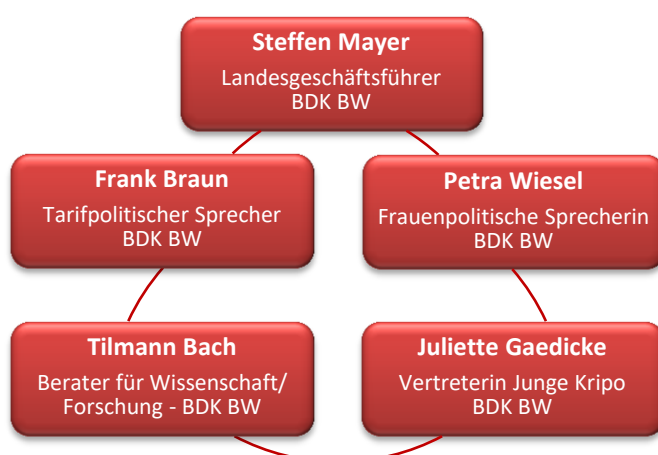 Steffen Mayer
Landesgeschäftsführer
BDK BW
Frank Braun
Tarifpolitischer Sprecher
BDK BW
Petra Wiesel
Frauenpolitische Sprecherin
BDK BW
Tilmann Bach
Berater für Wissenschaft/
Forschung - BDK BW
Juliette Gaedicke
Vertreterin Junge Kripo
BDK BW